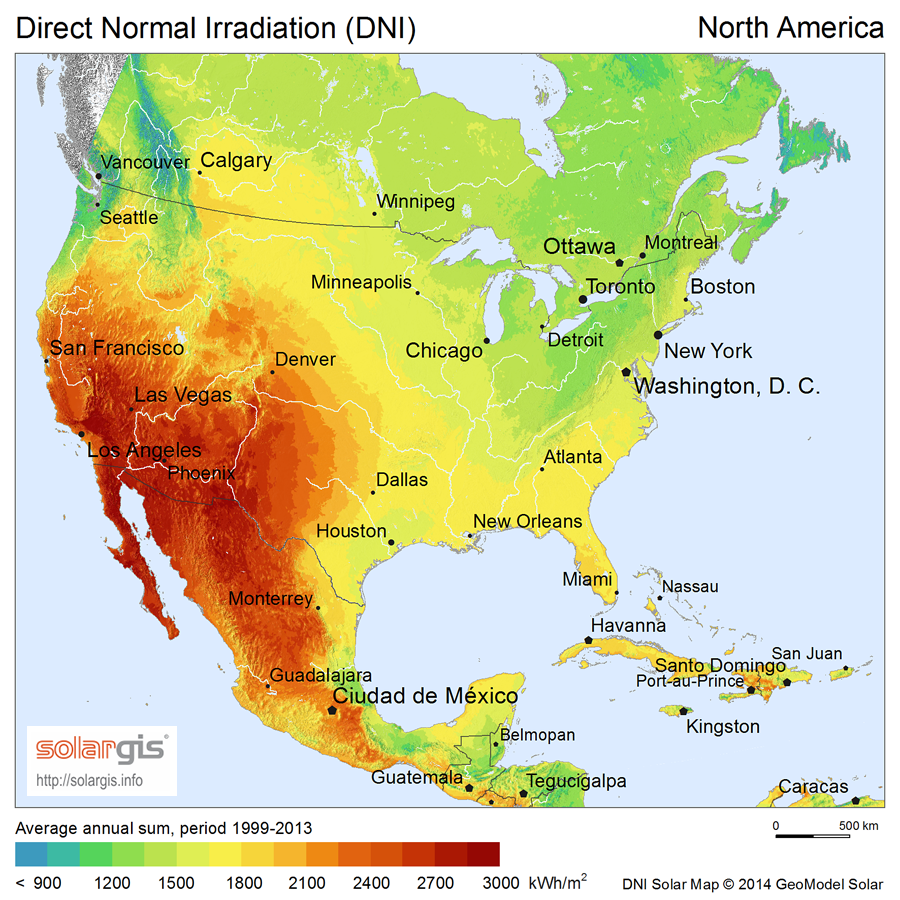 Direct Normal Irradiation (DNI)
North America
Vancouver
Calgary
Seattle
Winnipeg
Ottawa
Montreal
Minneapolis
Toronto
Boston
San Francisco
Denver
Chicago
Detroit
New York
Las Vegas
Washington, D. C.
Los Angeles
Phoenix
Dallas
Atlanta
Houston
New Orleans
Miami
Nassau
Monterrey
Havanna
Guadalajara
Santo Domingo
San Juan
Port-au-Prince
Ciudad de México
Kingston
Belmopan
Guatemala
Tegucigalpa
Caracas
solargis®
http://solargis.info
Average annual sum, period 1999-2013
0 500 km
< 900 1200 1500 1800 2100 2400 2700 3000 kWh/m²
DNI Solar Map © 2014 GeoModel Solar